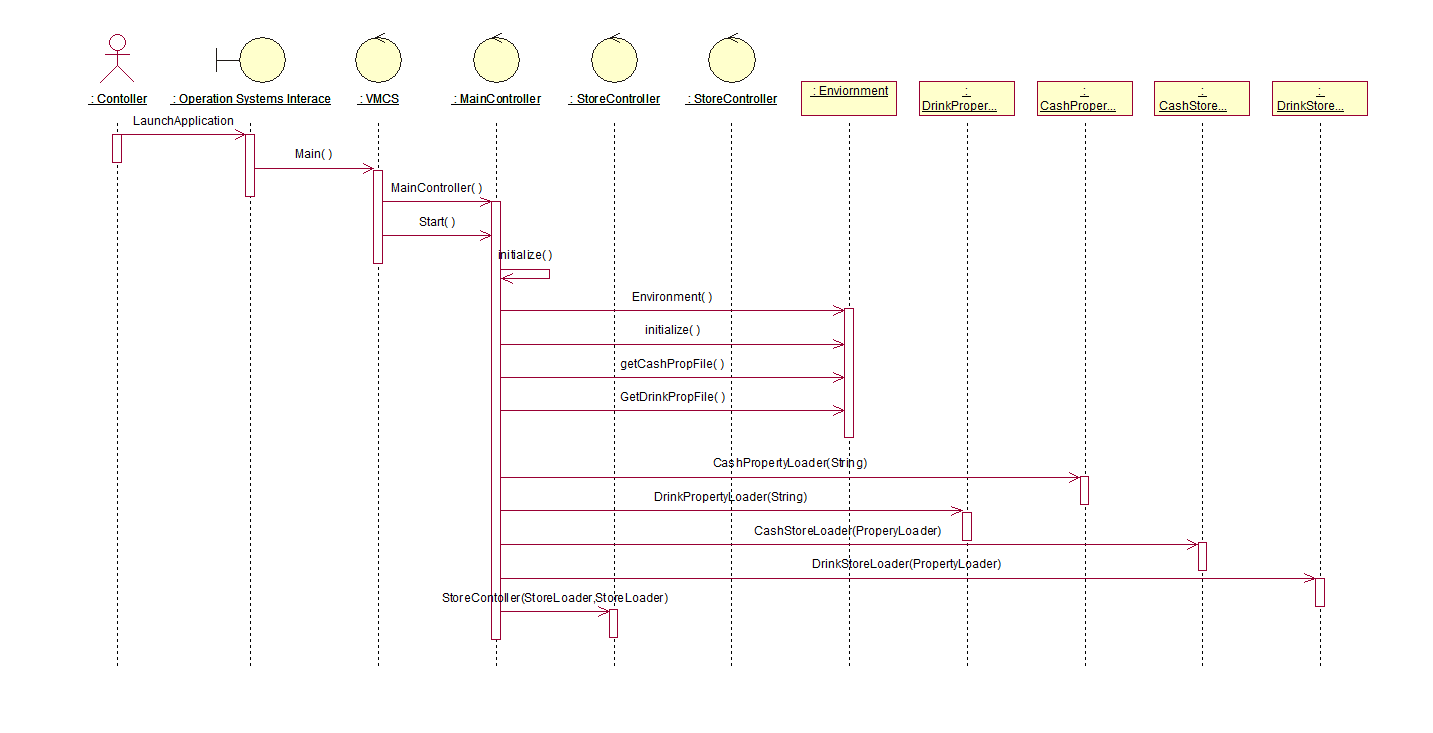 : Contoller
: Operation Systems Interace
: VMCS
: MainController
: StoreController
: StoreController
: Enviornment
:
DrinkProper...
:
CashProper...
:
CashStore...
:
DrinkStore...
LaunchApplication
Main( )
MainController( )
Start( )
initialize( )
Environment( )
initialize( )
getCashPropFile( )
GetDrinkPropFile( )
CashPropertyLoader(String)
DrinkPropertyLoader(String)
CashStoreLoader(ProperyLoader)
DrinkStoreLoader(PropertyLoader)
StoreContoller(StoreLoader,StoreLoader)